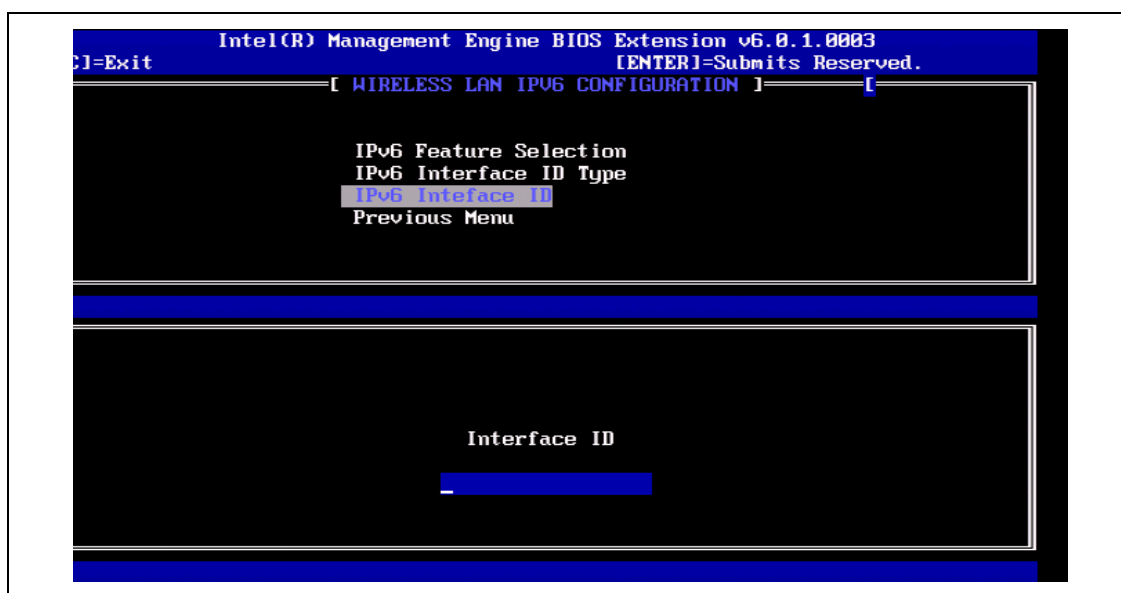 Intel(R) Management Engine BIOS Extension v6.0.1.0003
C]=Exit [ENTER]=Submits Reserved.
[ WIRELESS LAN IPV6 CONFIGURATION ] [
IPv6 Feature Selection
IPv6 Interface ID Type
IPv6 Inteface ID
Previous Menu
Interface ID